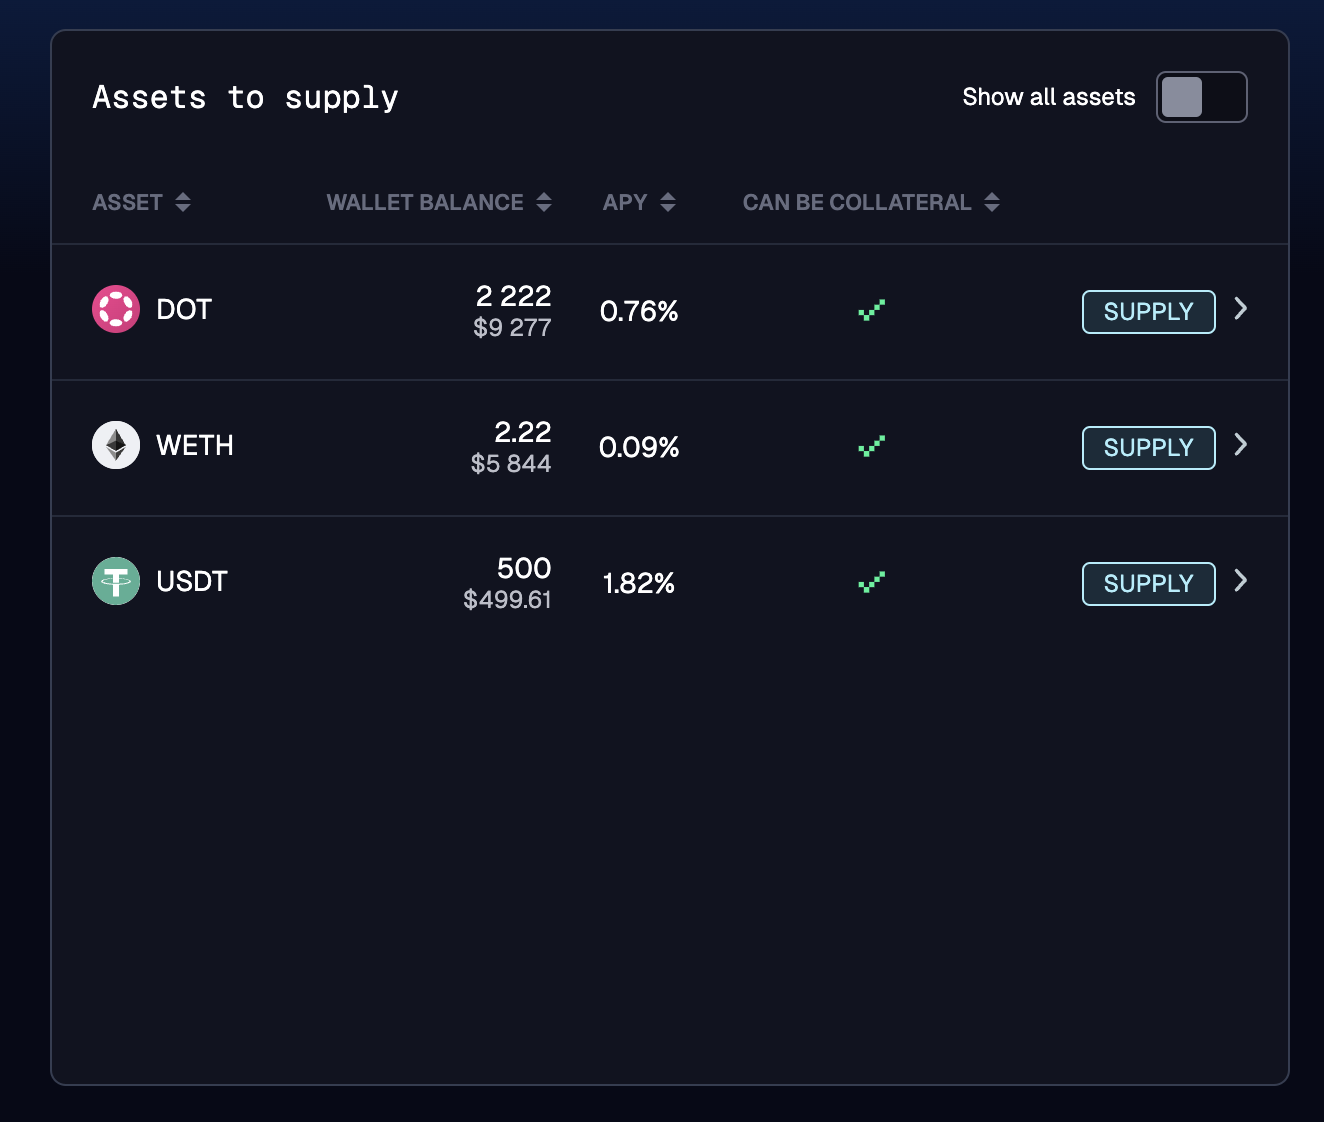 Assets to supply
Show all assets
ASSET WALLET BALANCE APY CAN BE COLLATERAL
DOT 2 222 0.76% SUPPLY
$9 277
WETH 2.22 0.09% SUPPLY
$5 844
USDT 500 1.82% SUPPLY
$499.61